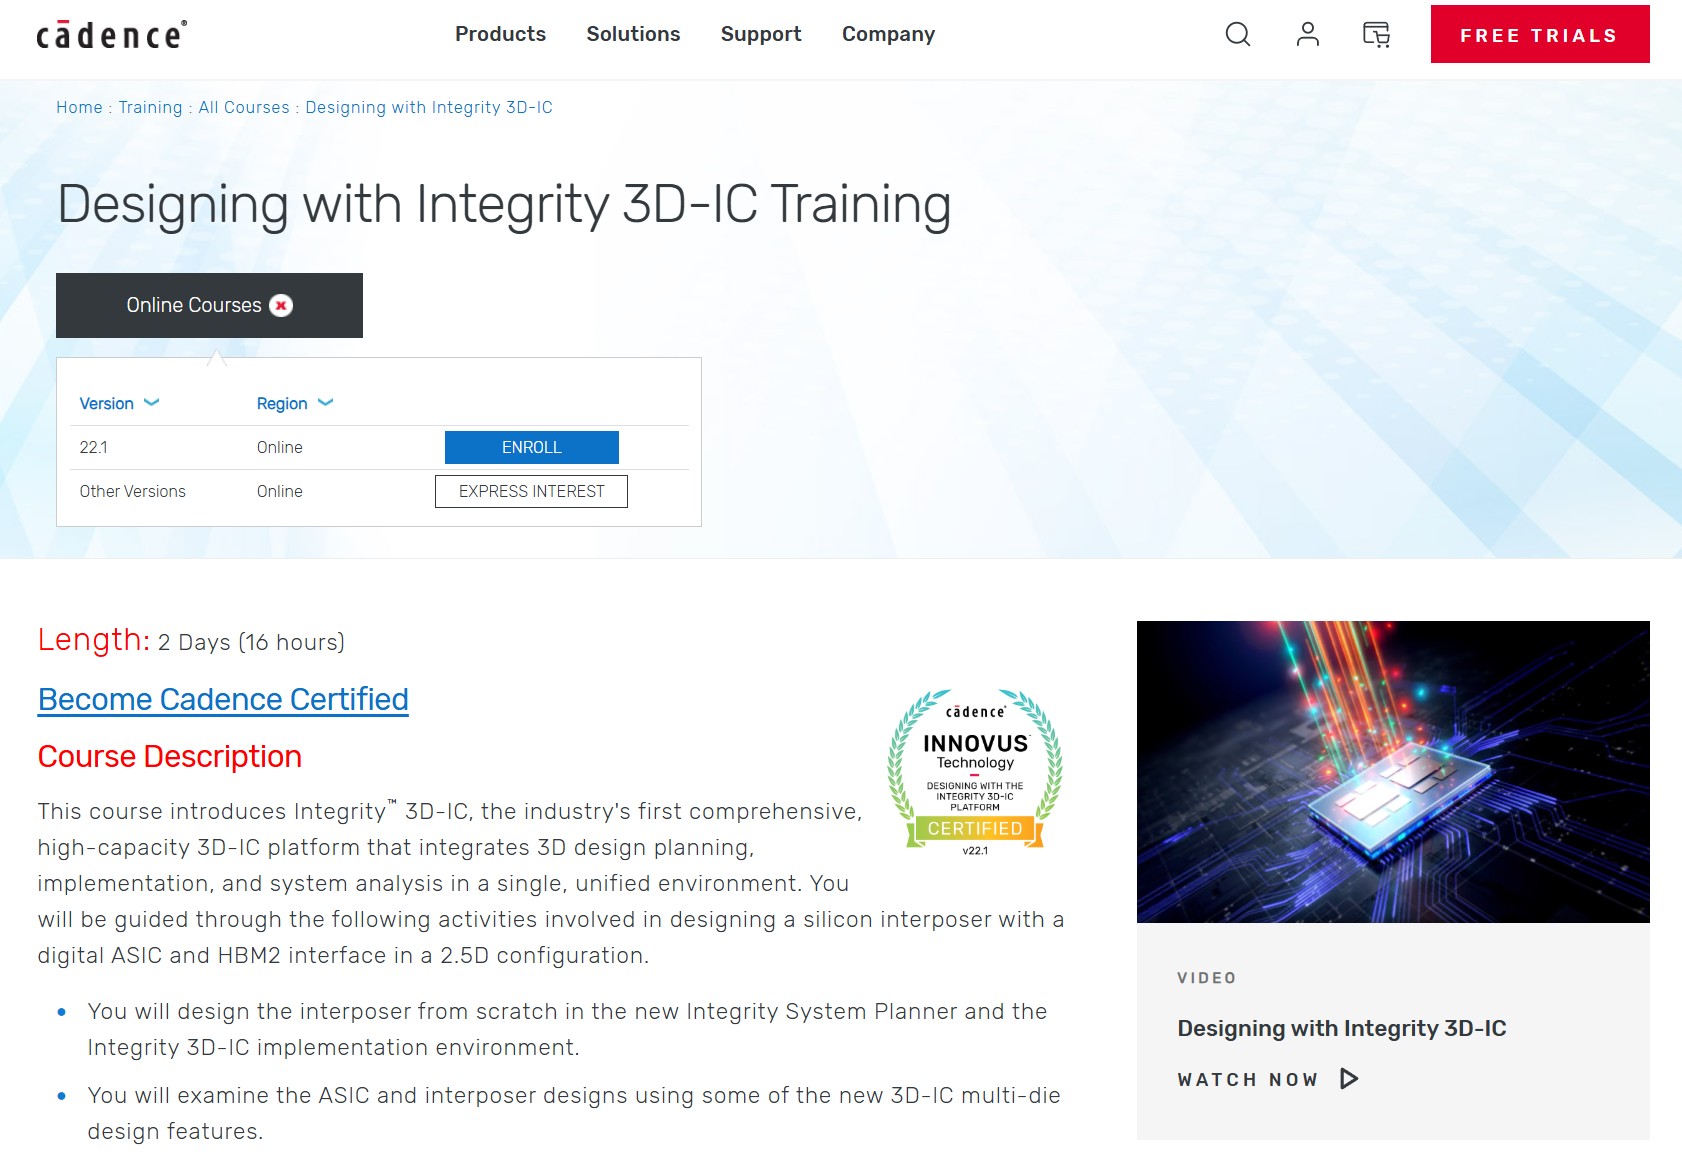 cādence®
Products Solutions Support Company
FREE TRIALS
Home : Training : All Courses : Designing with Integrity 3D-IC
Designing with Integrity 3D-IC Training
Online Courses
Version Region
22.1 Online ENROLL
Other Versions Online EXPRESS INTEREST
Length: 2 Days (16 hours)
Become Cadence Certified
Course Description
This course introduces Integrity™ 3D-IC, the industry's first comprehensive,
high-capacity 3D-IC platform that integrates 3D design planning,
implementation, and system analysis in a single, unified environment. You
will be guided through the following activities involved in designing a silicon interposer with a
digital ASIC and HBM2 interface in a 2.5D configuration.
• You will design the interposer from scratch in the new Integrity System Planner and the
Integrity 3D-IC implementation environment.
• You will examine the ASIC and interposer designs using some of the new 3D-IC multi-die
design features.
cādence®
INNOVUS™
Technology
DESIGNING WITH THE
INTEGRITY 3D-IC
PLATFORM
CERTIFIED
v22.1
VIDEO
Designing with Integrity 3D-IC
WATCH NOW